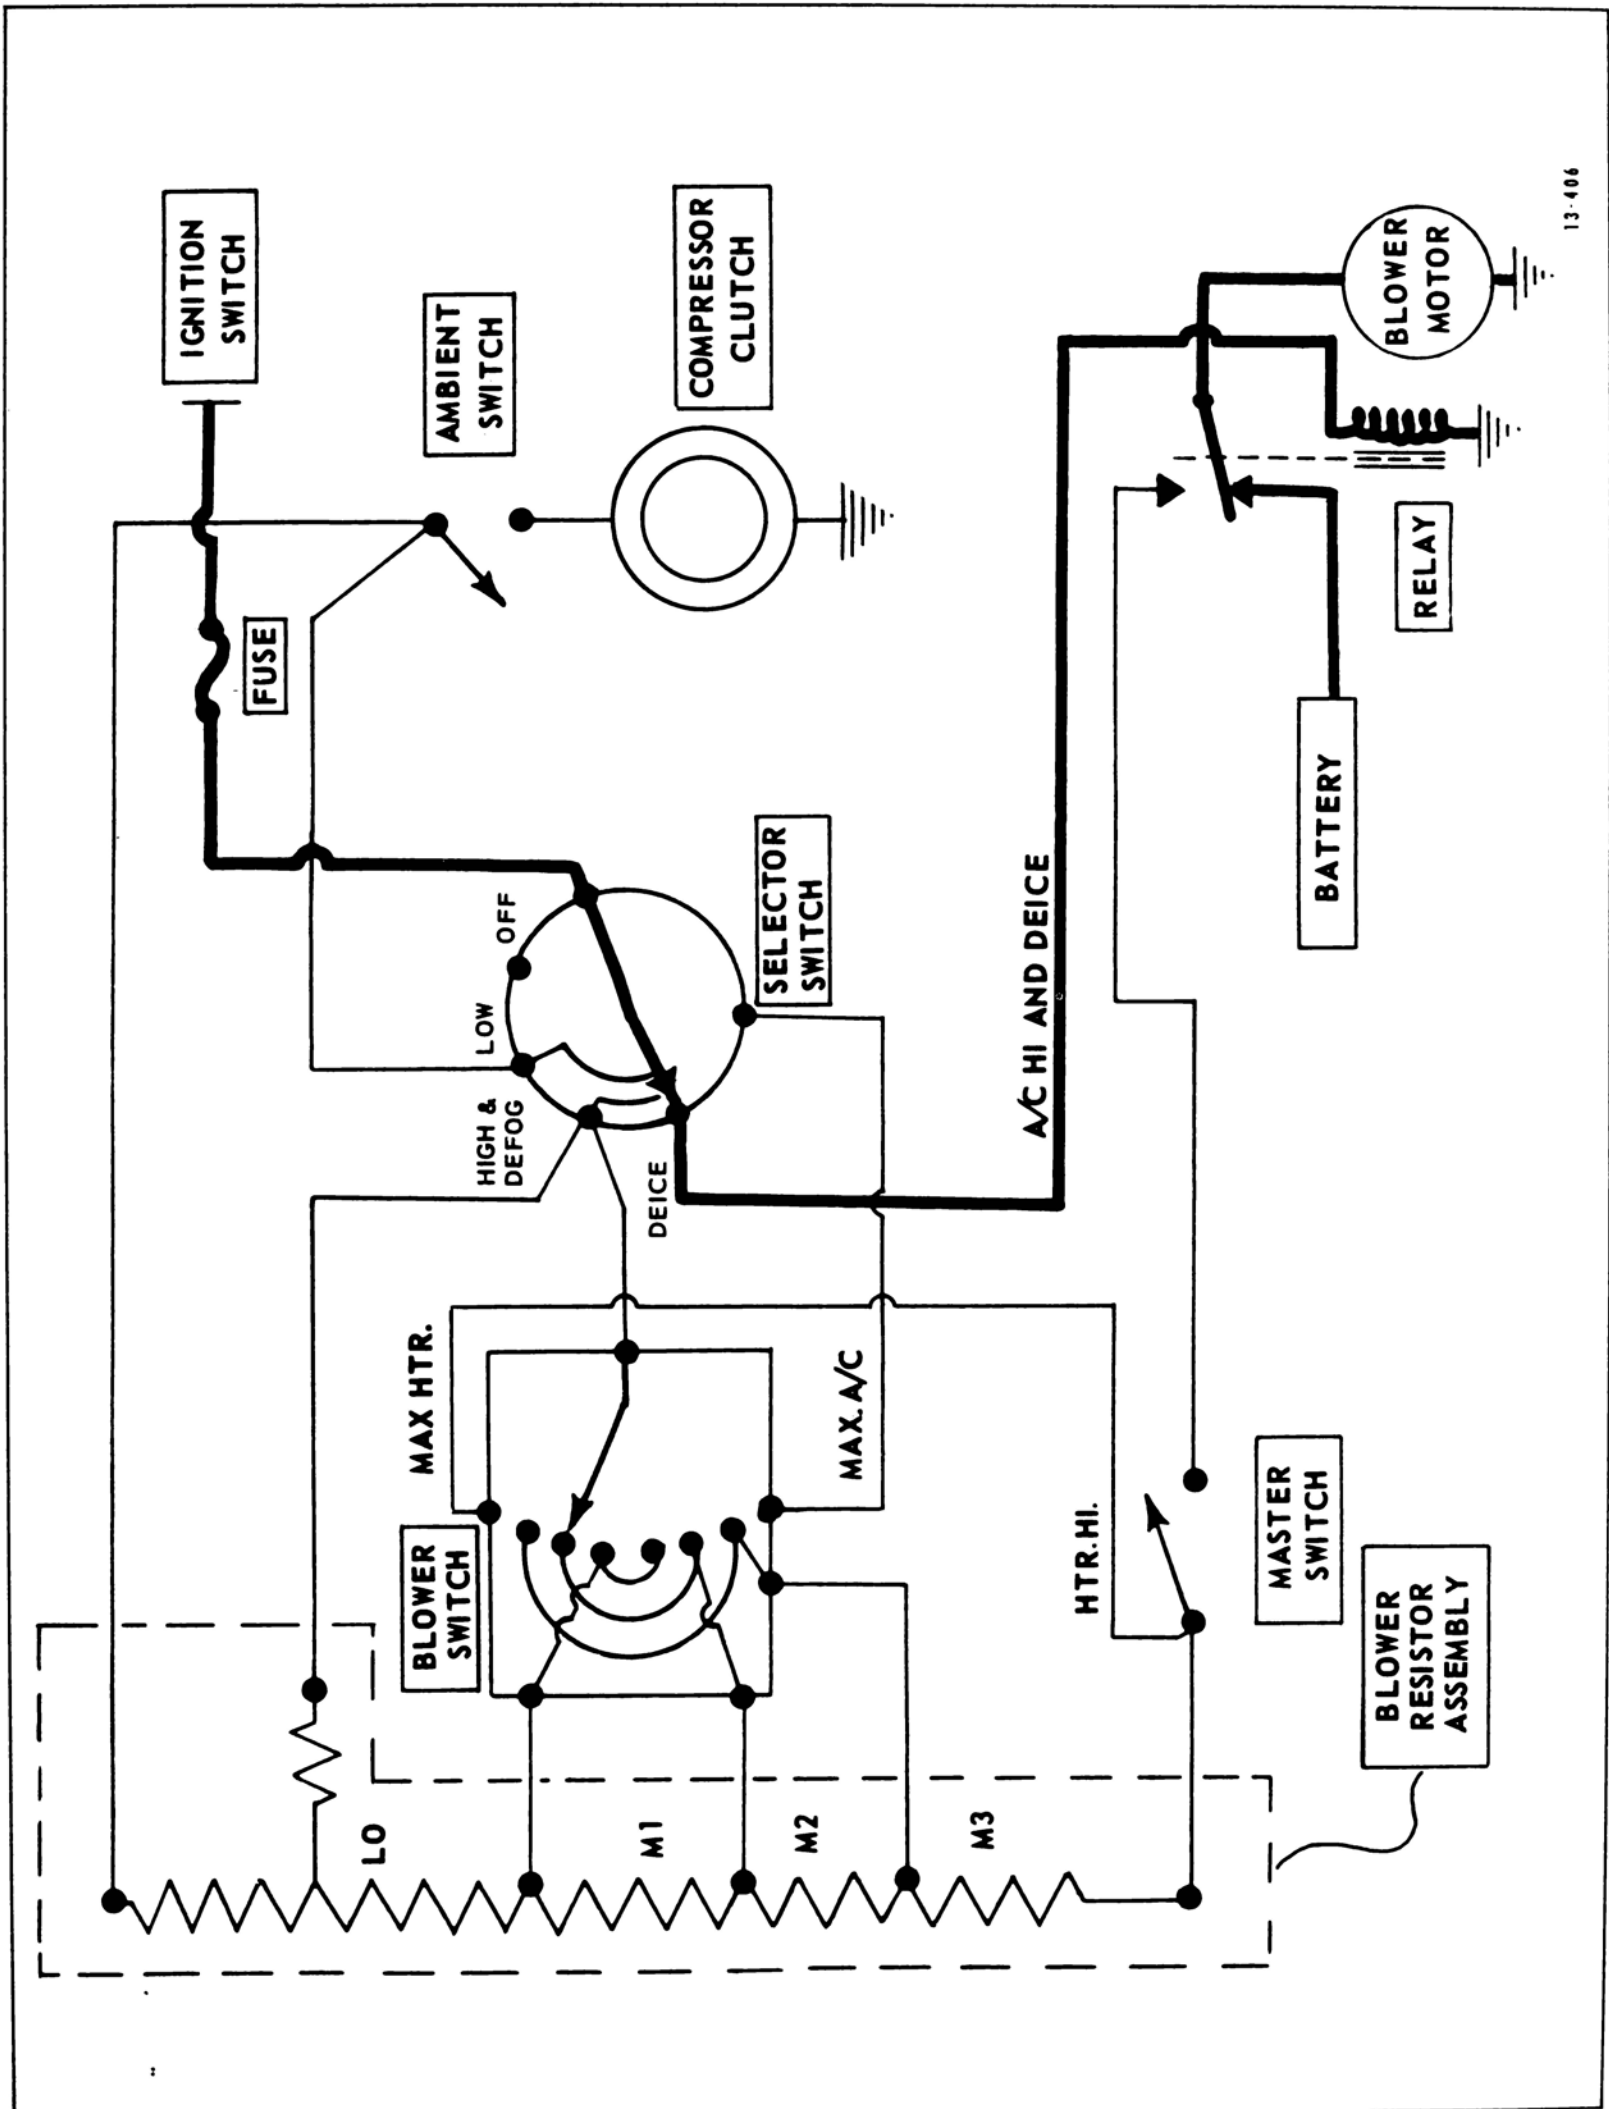 IGNITION
SWITCH
AMBIENT
SWITCH
COMPRESSOR
CLUTCH
BLOWER
MOTOR
13-406
FUSE
RELAY
BATTERY
OFF
LOW
HIGH &
DEFOG
DEICE
SELECTOR
SWITCH
A/C HI AND DEICE
MAX HTR.
MAX. A/C
BLOWER
SWITCH
HTR. HI.
MASTER
SWITCH
BLOWER
RESISTOR
ASSEMBLY
LO
M1
M2
M3